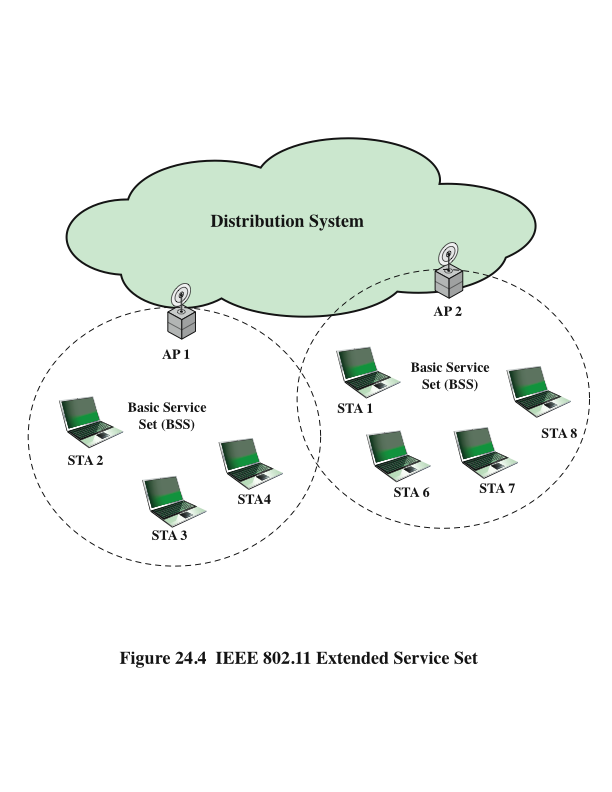 Distribution System
AP 2
AP 1
Basic Service
Set (BSS)
STA 1
STA 8
Basic Service
Set (BSS)
STA 2
STA4
STA 3
STA 6
STA 7
Figure 24.4 IEEE 802.11 Extended Service Set